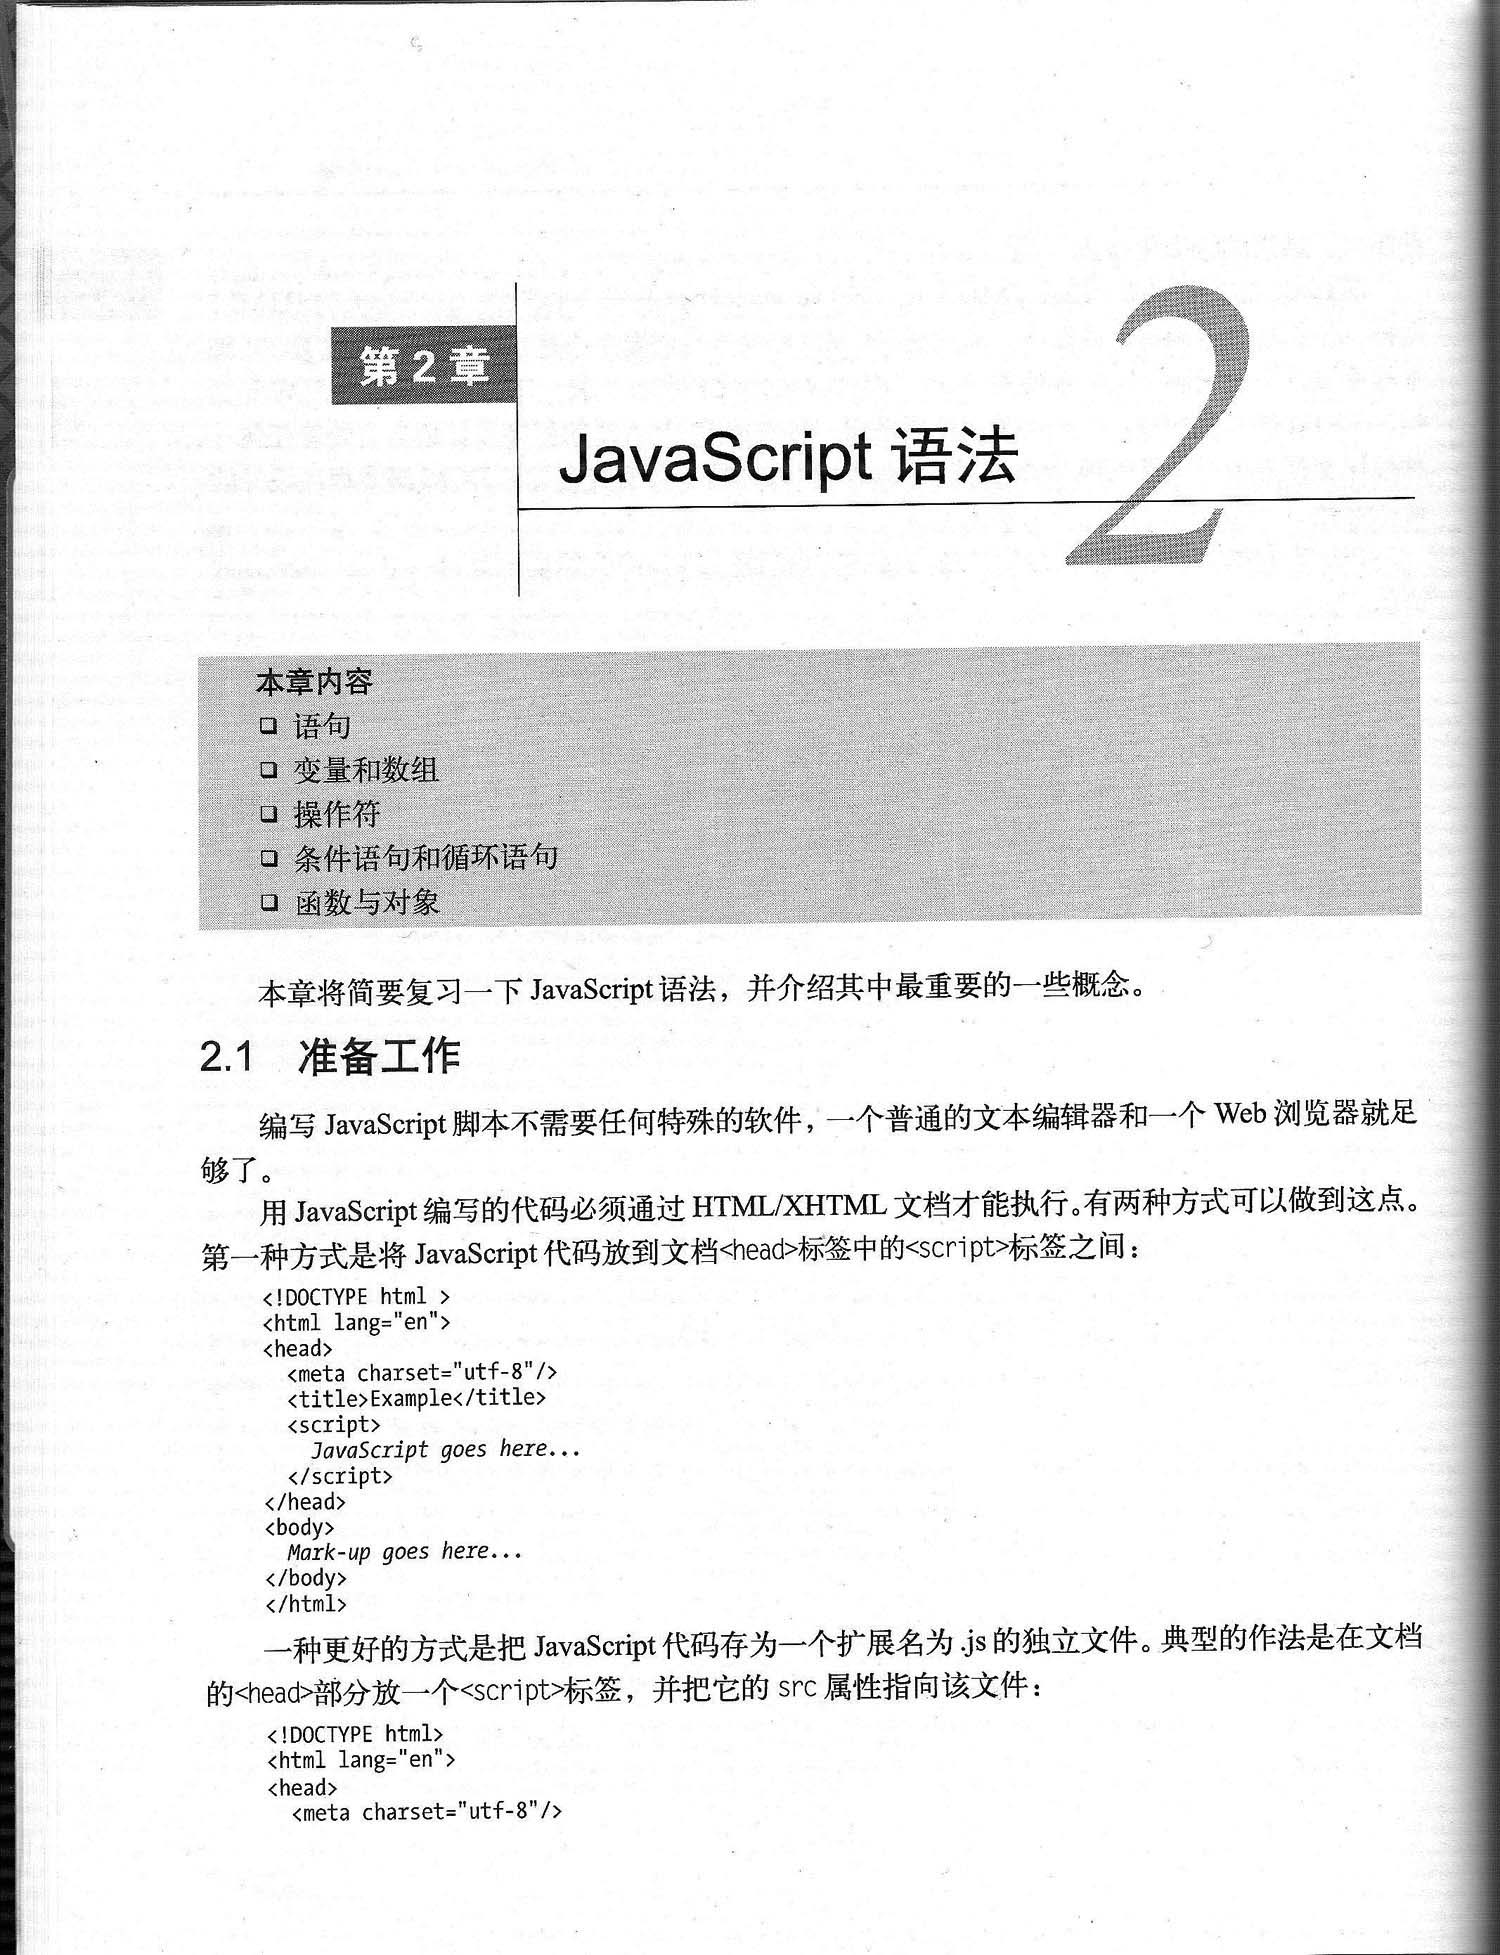 第 2 章
2
JavaScript 语法
本章内容
❑ 语句
❑ 变量和数组
❑ 操作符
❑ 条件语句和循环语句
❑ 函数与对象
本章将简要复习一下 JavaScript 语法，并介绍其中最重要的一些概念。
2.1 准备工作
编写 JavaScript 脚本不需要任何特殊的软件，一个普通的文本编辑器和一个 Web 浏览器就足
够了。
用 JavaScript 编写的代码必须通过 HTML/XHTML 文档才能执行。有两种方式可以做到这点。
第一种方式是将 JavaScript 代码放到文档<head>标签中的<script>标签之间：
<!DOCTYPE html >
<html lang="en">
<head>
  <meta charset="utf-8"/>
  <title>Example</title>
  <script>
    JavaScript goes here...
  </script>
</head>
<body>
  Mark-up goes here...
</body>
</html>
一种更好的方式是把 JavaScript 代码存为一个扩展名为 .js 的独立文件。典型的作法是在文档
的<head>部分放一个<script>标签，并把它的 src 属性指向该文件：
<!DOCTYPE html>
<html lang="en">
<head>
  <meta charset="utf-8"/>